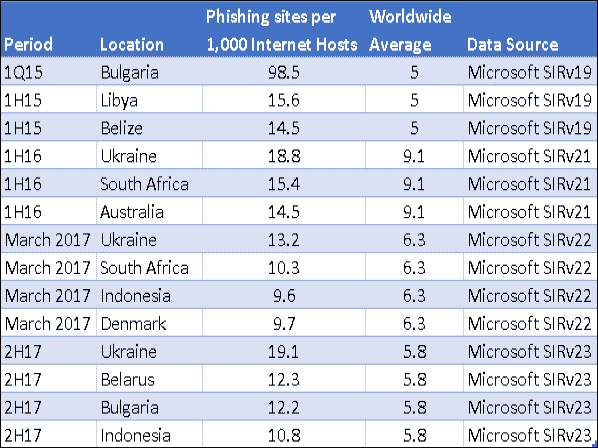 Period Location Phishing sites per 1,000 Internet Hosts Worldwide Average Data Source
1Q15 Bulgaria 98.5 5 Microsoft SIRv19
1H15 Libya 15.6 5 Microsoft SIRv19
1H15 Belize 14.5 5 Microsoft SIRv19
1H16 Ukraine 18.8 9.1 Microsoft SIRv21
1H16 South Africa 15.4 9.1 Microsoft SIRv21
1H16 Australia 14.5 9.1 Microsoft SIRv21
March 2017 Ukraine 13.2 6.3 Microsoft SIRv22
March 2017 South Africa 10.3 6.3 Microsoft SIRv22
March 2017 Indonesia 9.6 6.3 Microsoft SIRv22
March 2017 Denmark 9.7 6.3 Microsoft SIRv22
2H17 Ukraine 19.1 5.8 Microsoft SIRv23
2H17 Belarus 12.3 5.8 Microsoft SIRv23
2H17 Bulgaria 12.2 5.8 Microsoft SIRv23
2H17 Indonesia 10.8 5.8 Microsoft SIRv23